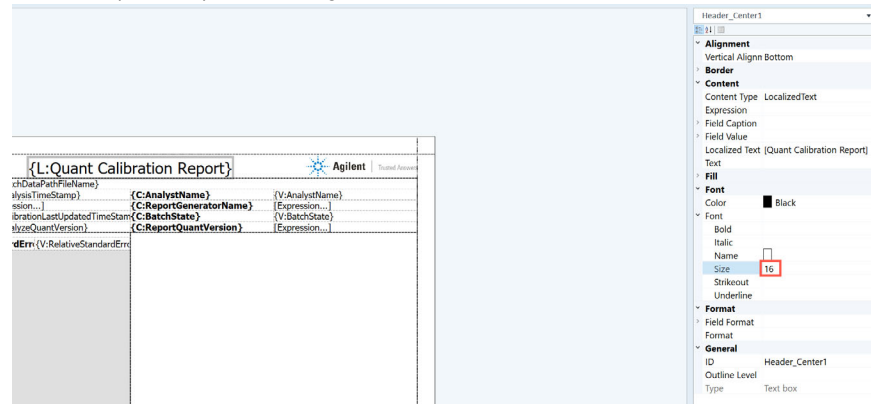 Header_Center1
Alignment
Vertical Alignn Bottom
Border
Content
Content Type LocalizedText
Expression
Field Caption
Field Value
Localized Text [Quant Calibration Report]
Text
Fill
Font
Color Black
Font
Bold
Italic
Name
Size 16
Strikeout
Underline
Format
Field Format
Format
General
ID Header_Center1
Outline Level
Type Text box
{L:Quant Calibration Report} Agilent Trusted Answers
chDataPathFileName}
alysisTimeStamp} {C:AnalystName} {V:AnalystName}
ession...] {C:ReportGeneratorName} [Expression...]
ibrationLastUpdatedTimeStam {C:BatchState} {V:BatchState}
alyzeQuantVersion} {C:ReportQuantVersion} [Expression...]
rdErr {V:RelativeStandardErro